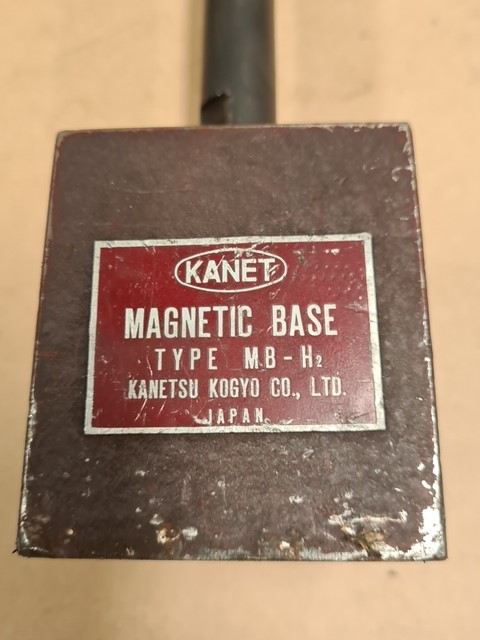 KANET
MAGNETIC BASE
TYPE MB-H₂
KANETSU KOGYO CO., LTD.
JAPAN